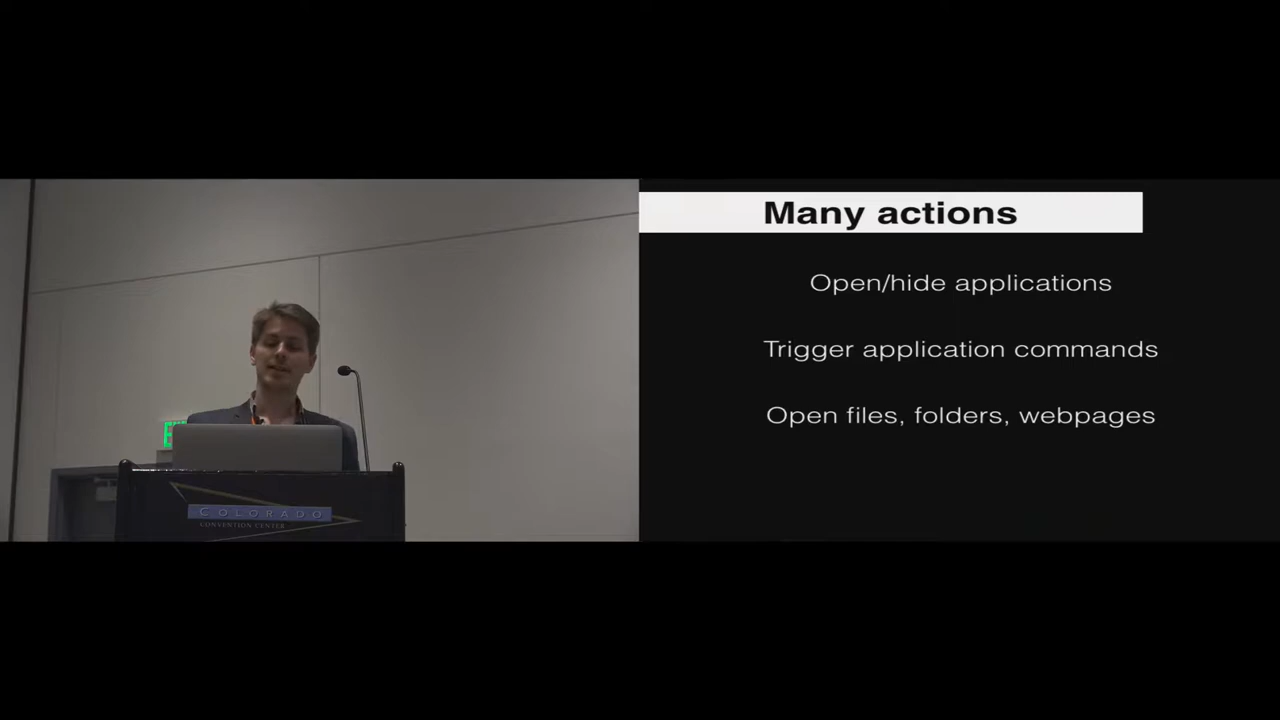 Many actions
Open/hide applications
Trigger application commands
Open files, folders, webpages
COLORADO
CONVENTION CENTER